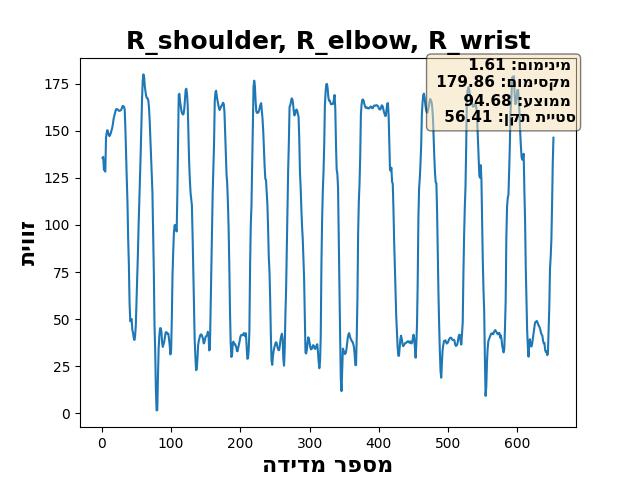 R_shoulder, R_elbow, R_wrist
מינימום: 1.61
מקסימום: 179.86
ממוצע: 94.68
סטיית תקן: 56.41
זווית
175
150
125
100
75
50
25
0
0 100 200 300 400 500 600
מספר מדידה